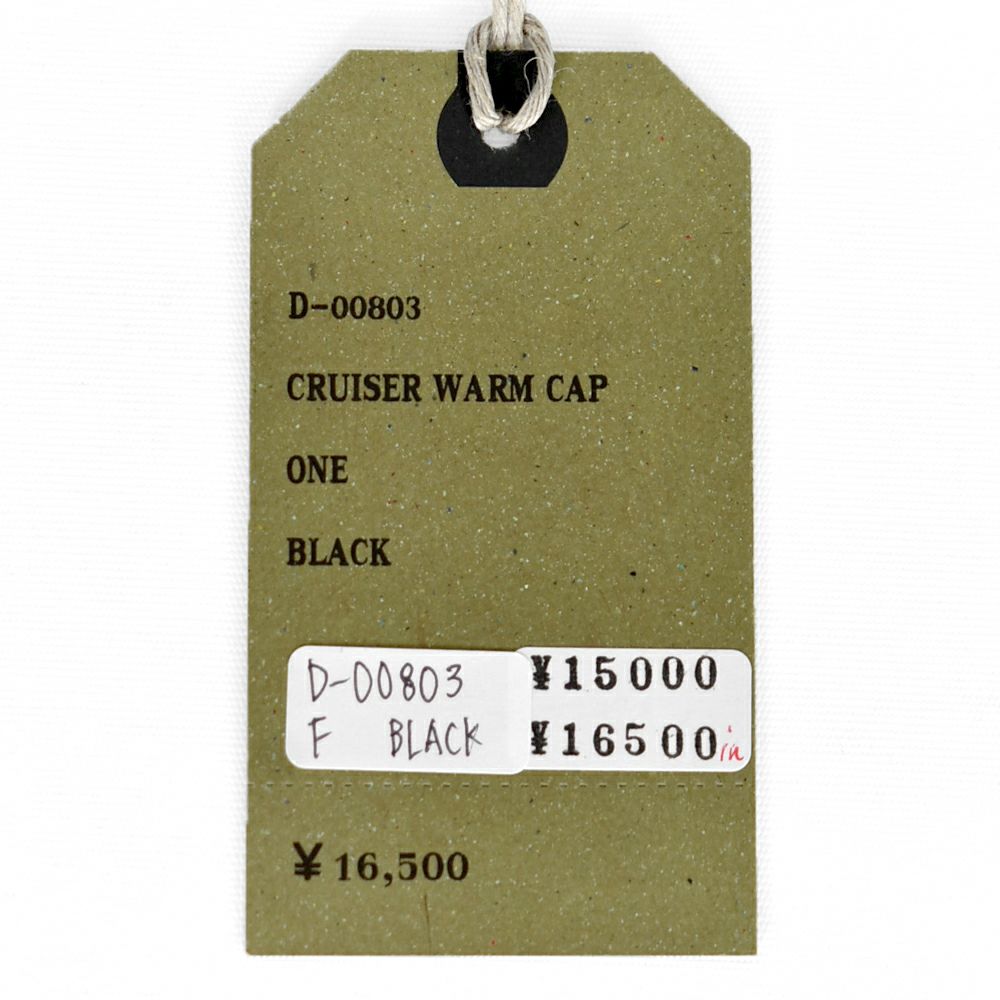 D-00803
CRUISER WARM CAP
ONE
BLACK
D-00803
F BLACK
¥15000
¥16500in
¥16,500